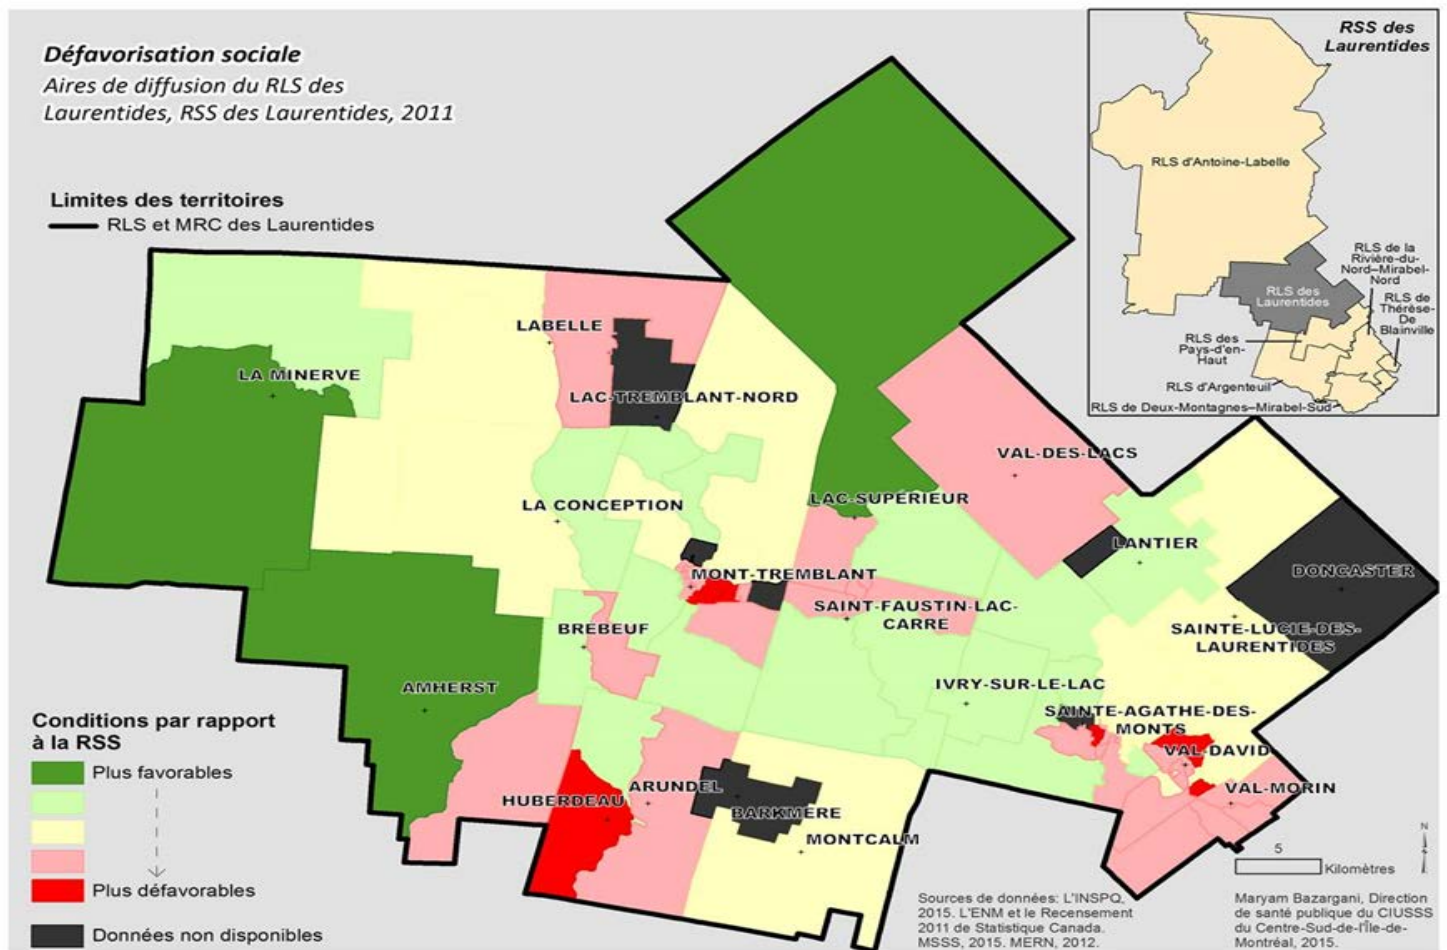 Défavorisation sociale
Aires de diffusion du RLS des
Laurentides, RSS des Laurentides, 2011
Limites des territoires
RLS et MRC des Laurentides
RSS des
Laurentides
RLS d'Antoine-Labelle
RLS de la
Rivière-du-
Nord–Mirabel-
Nord
RLS des
Laurentides
RLS de
Thérèse-
De
Blainville
RLS des
Pays-d'en-
Haut
RLS d'Argenteuil
RLS de Deux-Montagnes–Mirabel-Sud
LABELLE
LA MINERVE
LAC-TREMBLANT-NORD
VAL-DES-LACS
LAC-SUPÉRIEUR
LA CONCEPTION
LANTIER
DONCASTER
MONT-TREMBLANT
SAINT-FAUSTIN-LAC-
CARRE
BREBEUF
SAINTE-LUCIE-DES-
LAURENTIDES
AMHERST
IVRY-SUR-LE-LAC
SAINTE-AGATHE-DES-
MONTS
VAL-DAVID
VAL-MORIN
ARUNDEL
HUBERDEAU
BARKMÈRE
MONTCALM
Conditions par rapport
à la RSS
Plus favorables
Plus défavorables
Données non disponibles
N
5
Kilomètres
Sources de données: L'INSPQ,
2015. L'ENM et le Recensement
2011 de Statistique Canada.
MSSS, 2015. MERN, 2012.
Maryam Bazargani, Direction
de santé publique du CIUSSS
du Centre-Sud-de-l'Île-de-
Montréal, 2015.